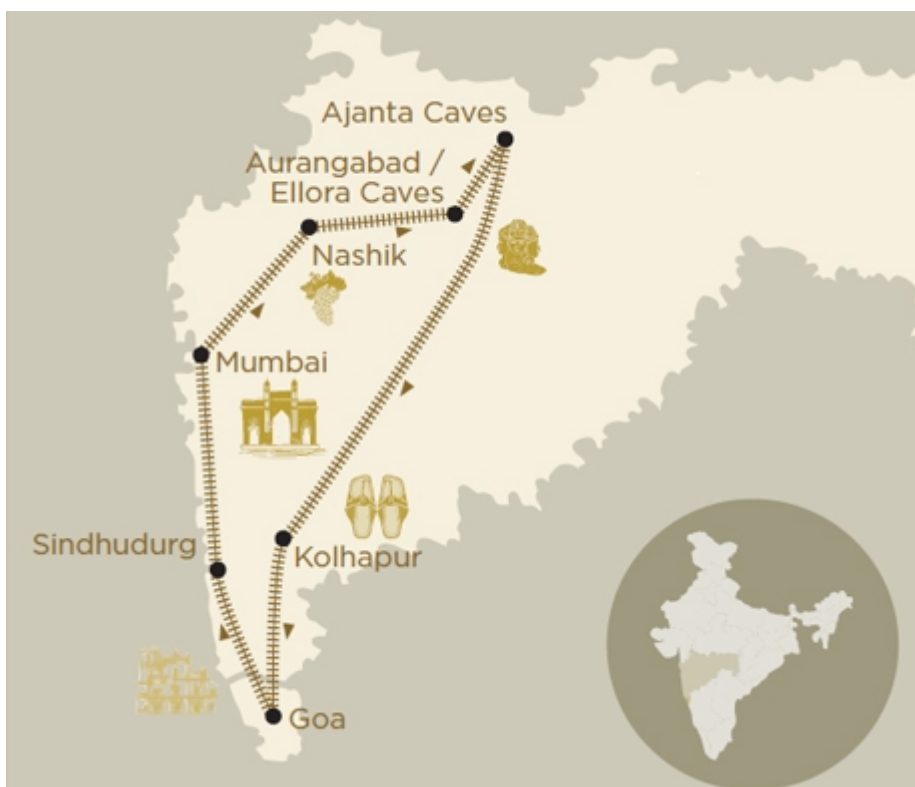 Ajanta Caves
Aurangabad /
Ellora Caves
Nashik
Mumbai
Sindhudurg
Kolhapur
Goa